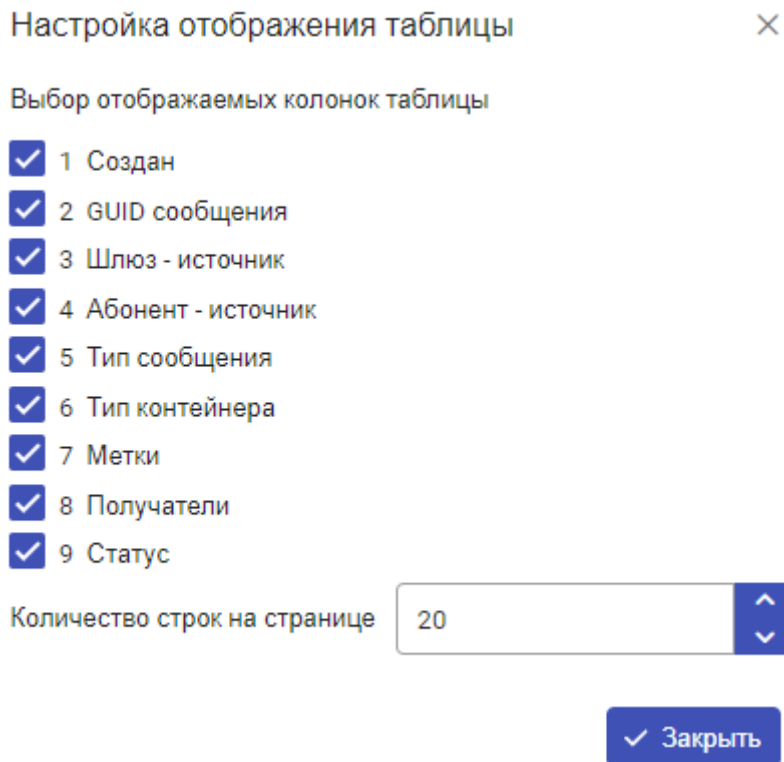 Настройка отображения таблицы
Выбор отображаемых колонок таблицы
1 Создан
2 GUID сообщения
3 Шлюз - источник
4 Абонент - источник
5 Тип сообщения
6 Тип контейнера
7 Метки
8 Получатели
9 Статус
Количество строк на странице 20
Закрыть